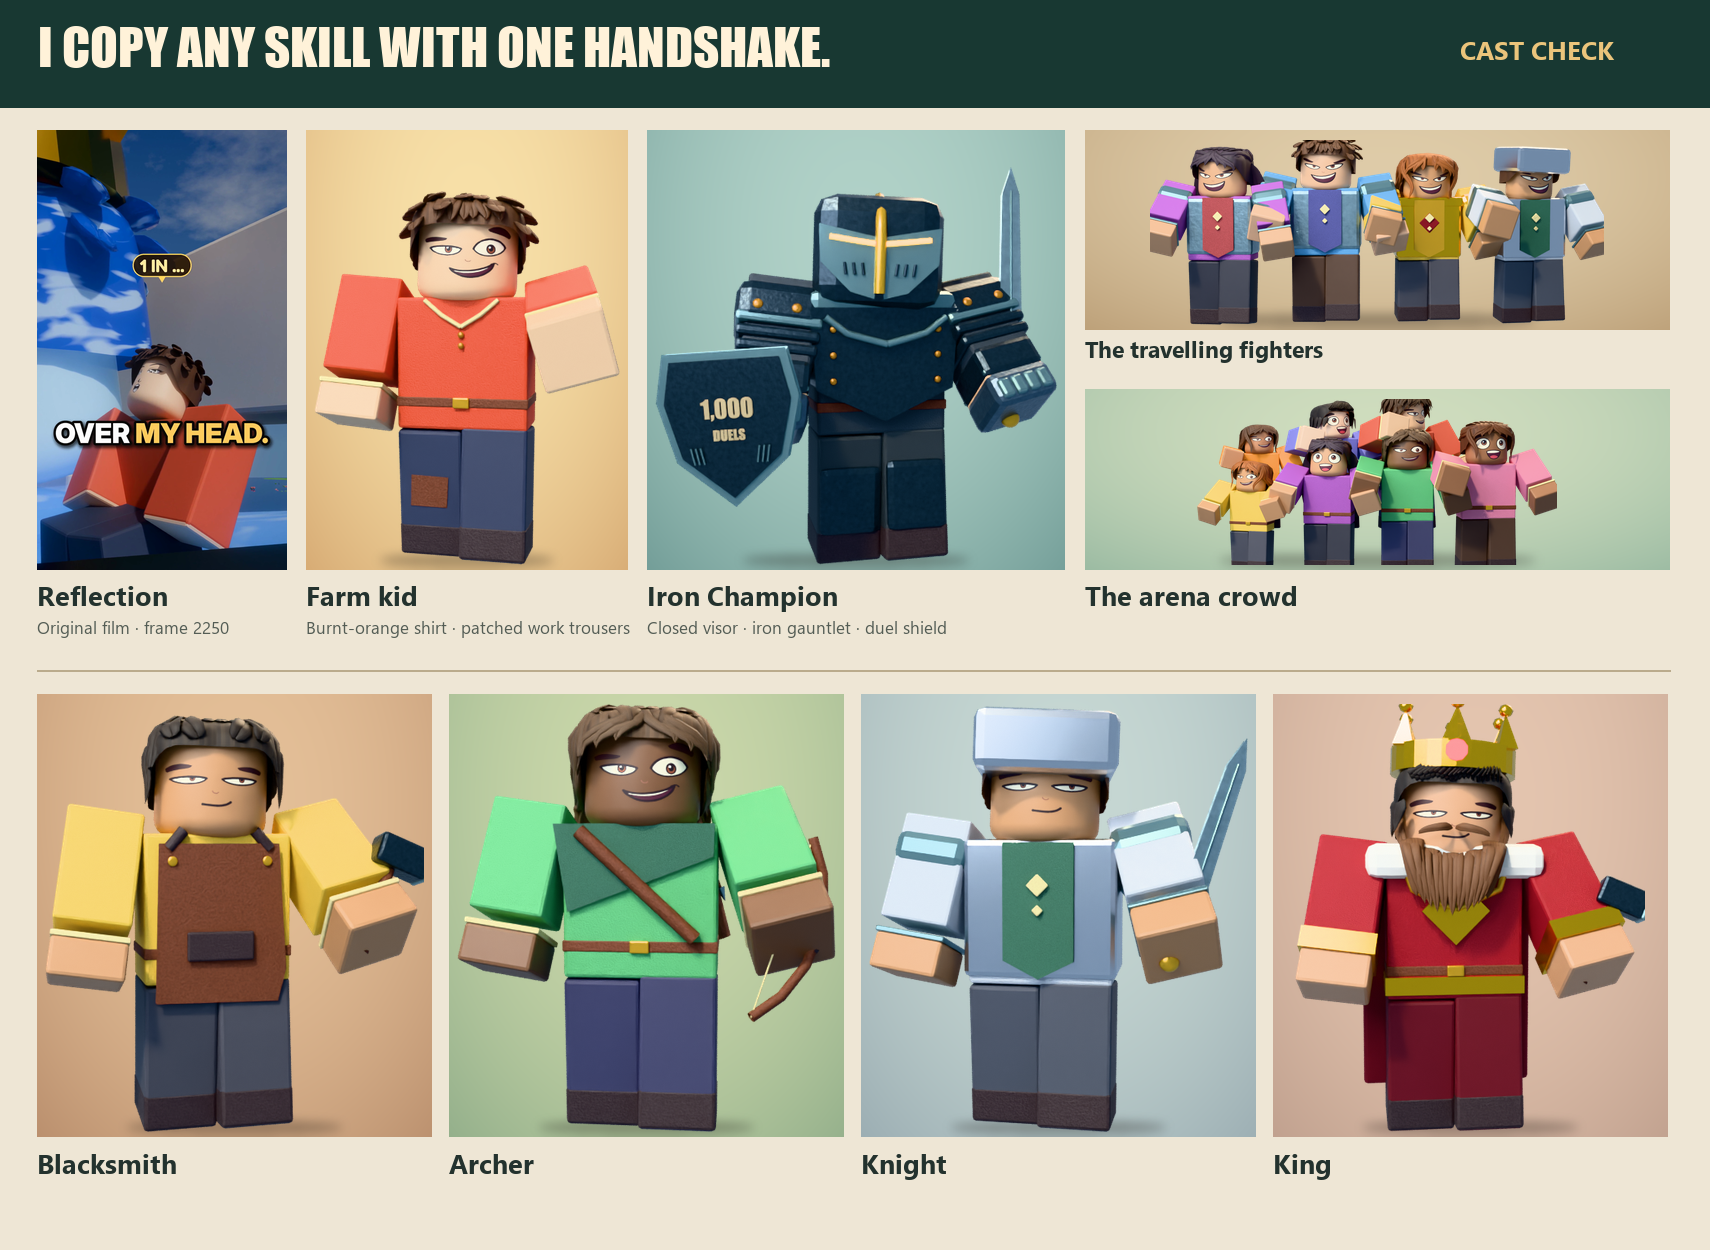 I COPY ANY SKILL WITH ONE HANDSHAKE.
CAST CHECK
1 IN ...
OVER MY HEAD.
1,000
DUELS
The travelling fighters
Reflection
Original film · frame 2250
Farm kid
Burnt-orange shirt · patched work trousers
Iron Champion
Closed visor · iron gauntlet · duel shield
The arena crowd
Blacksmith
Archer
Knight
King